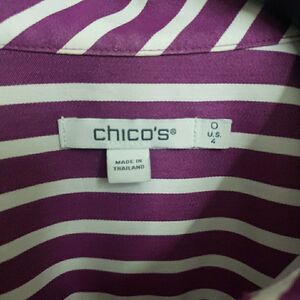 chico's®
0
U.S.
4
MADE IN
THAILAND